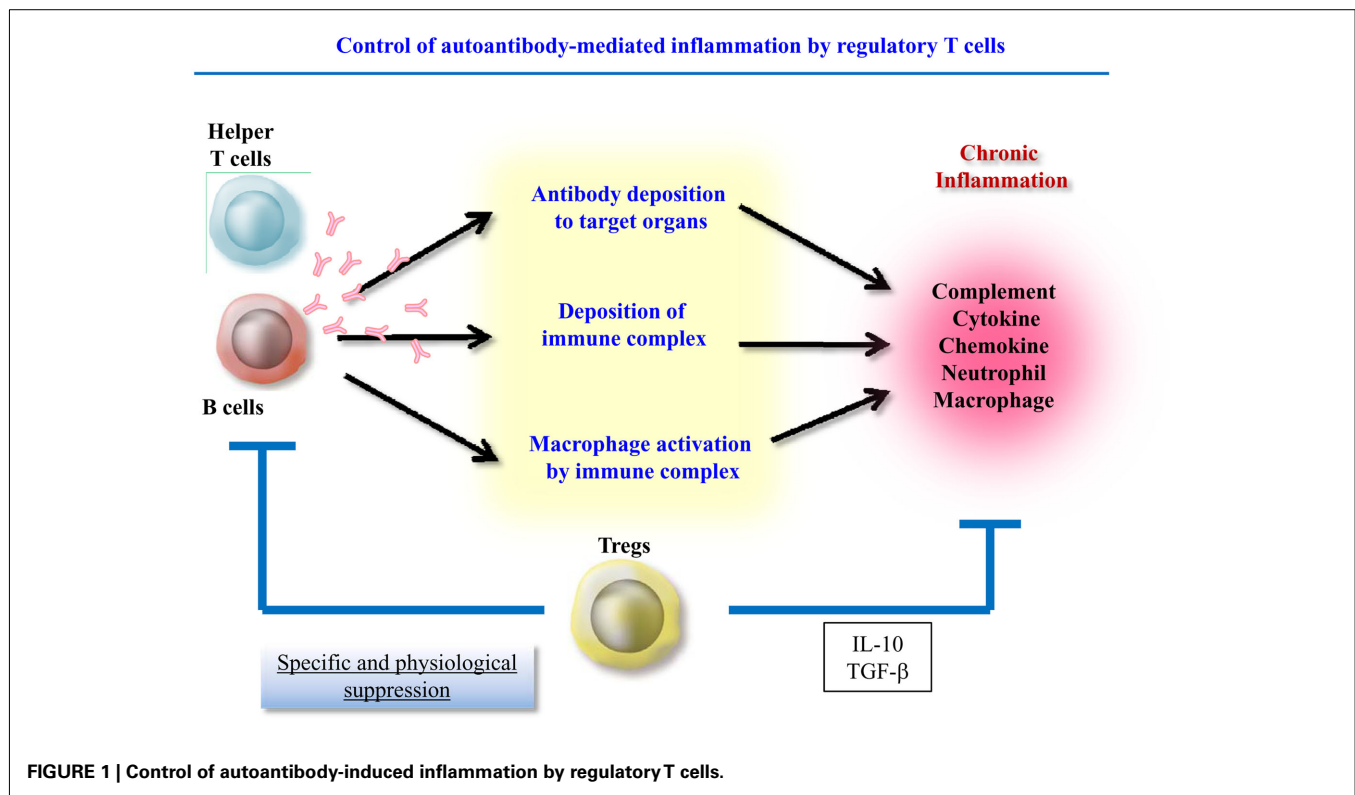 Control of autoantibody-mediated inflammation by regulatory T cells
Helper
T cells
B cells
Antibody deposition
to target organs
Deposition of
immune complex
Macrophage activation
by immune complex
Chronic
Inflammation
Complement
Cytokine
Chemokine
Neutrophil
Macrophage
Tregs
Specific and physiological
suppression
IL-10
TGF-β
FIGURE 1 | Control of autoantibody-induced inflammation by regulatory T cells.